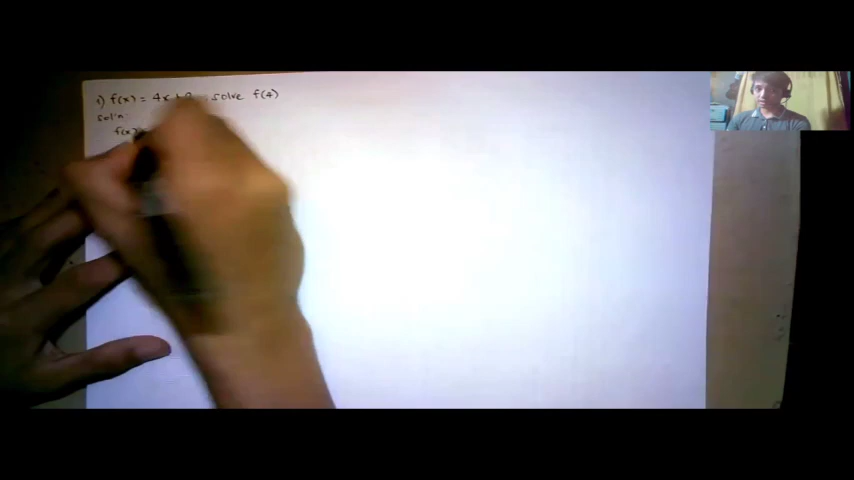 1) f(x) = 4x + , solve f(4)
sol'n:
f(x) =